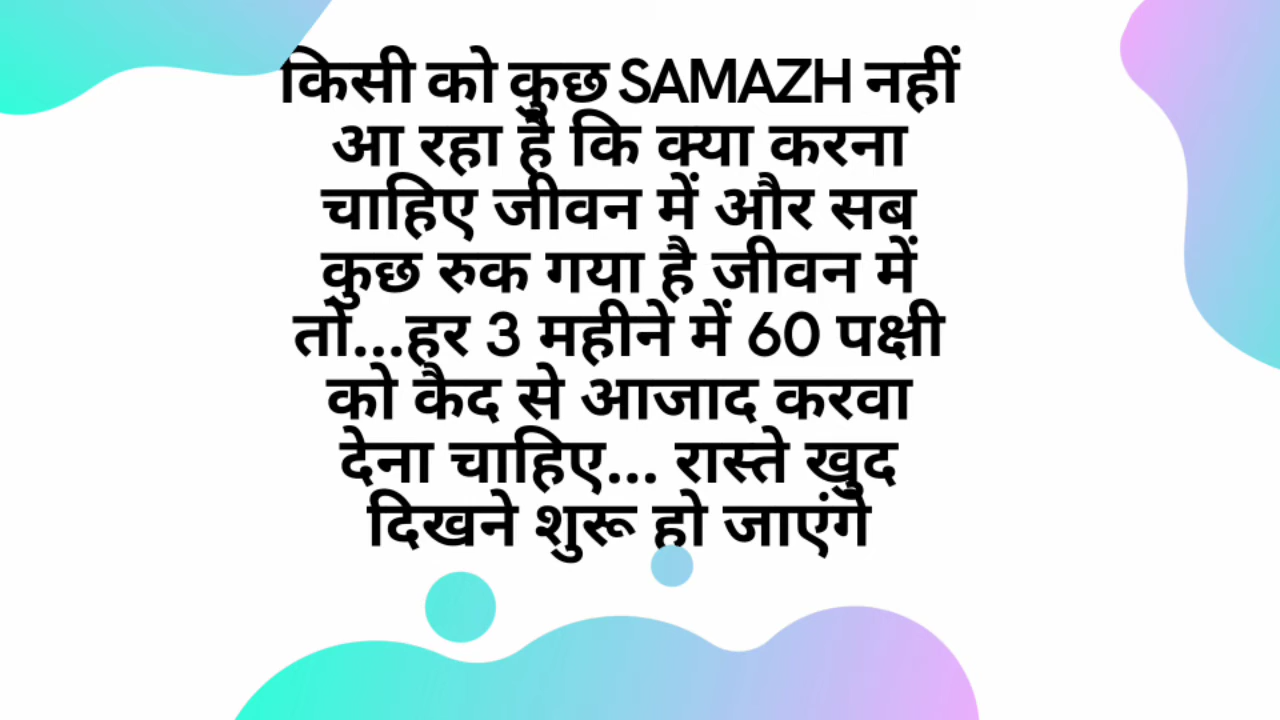 किसी को कुछ SAMAZH नहीं
आ रहा है कि क्या करना
चाहिए जीवन में और सब
कुछ रुक गया है जीवन में
तो...हर 3 महीने में 60 पक्षी
को कैद से आजाद करवा
देना चाहिए... रास्ते खुद
दिखने शुरू हो जाएंगे